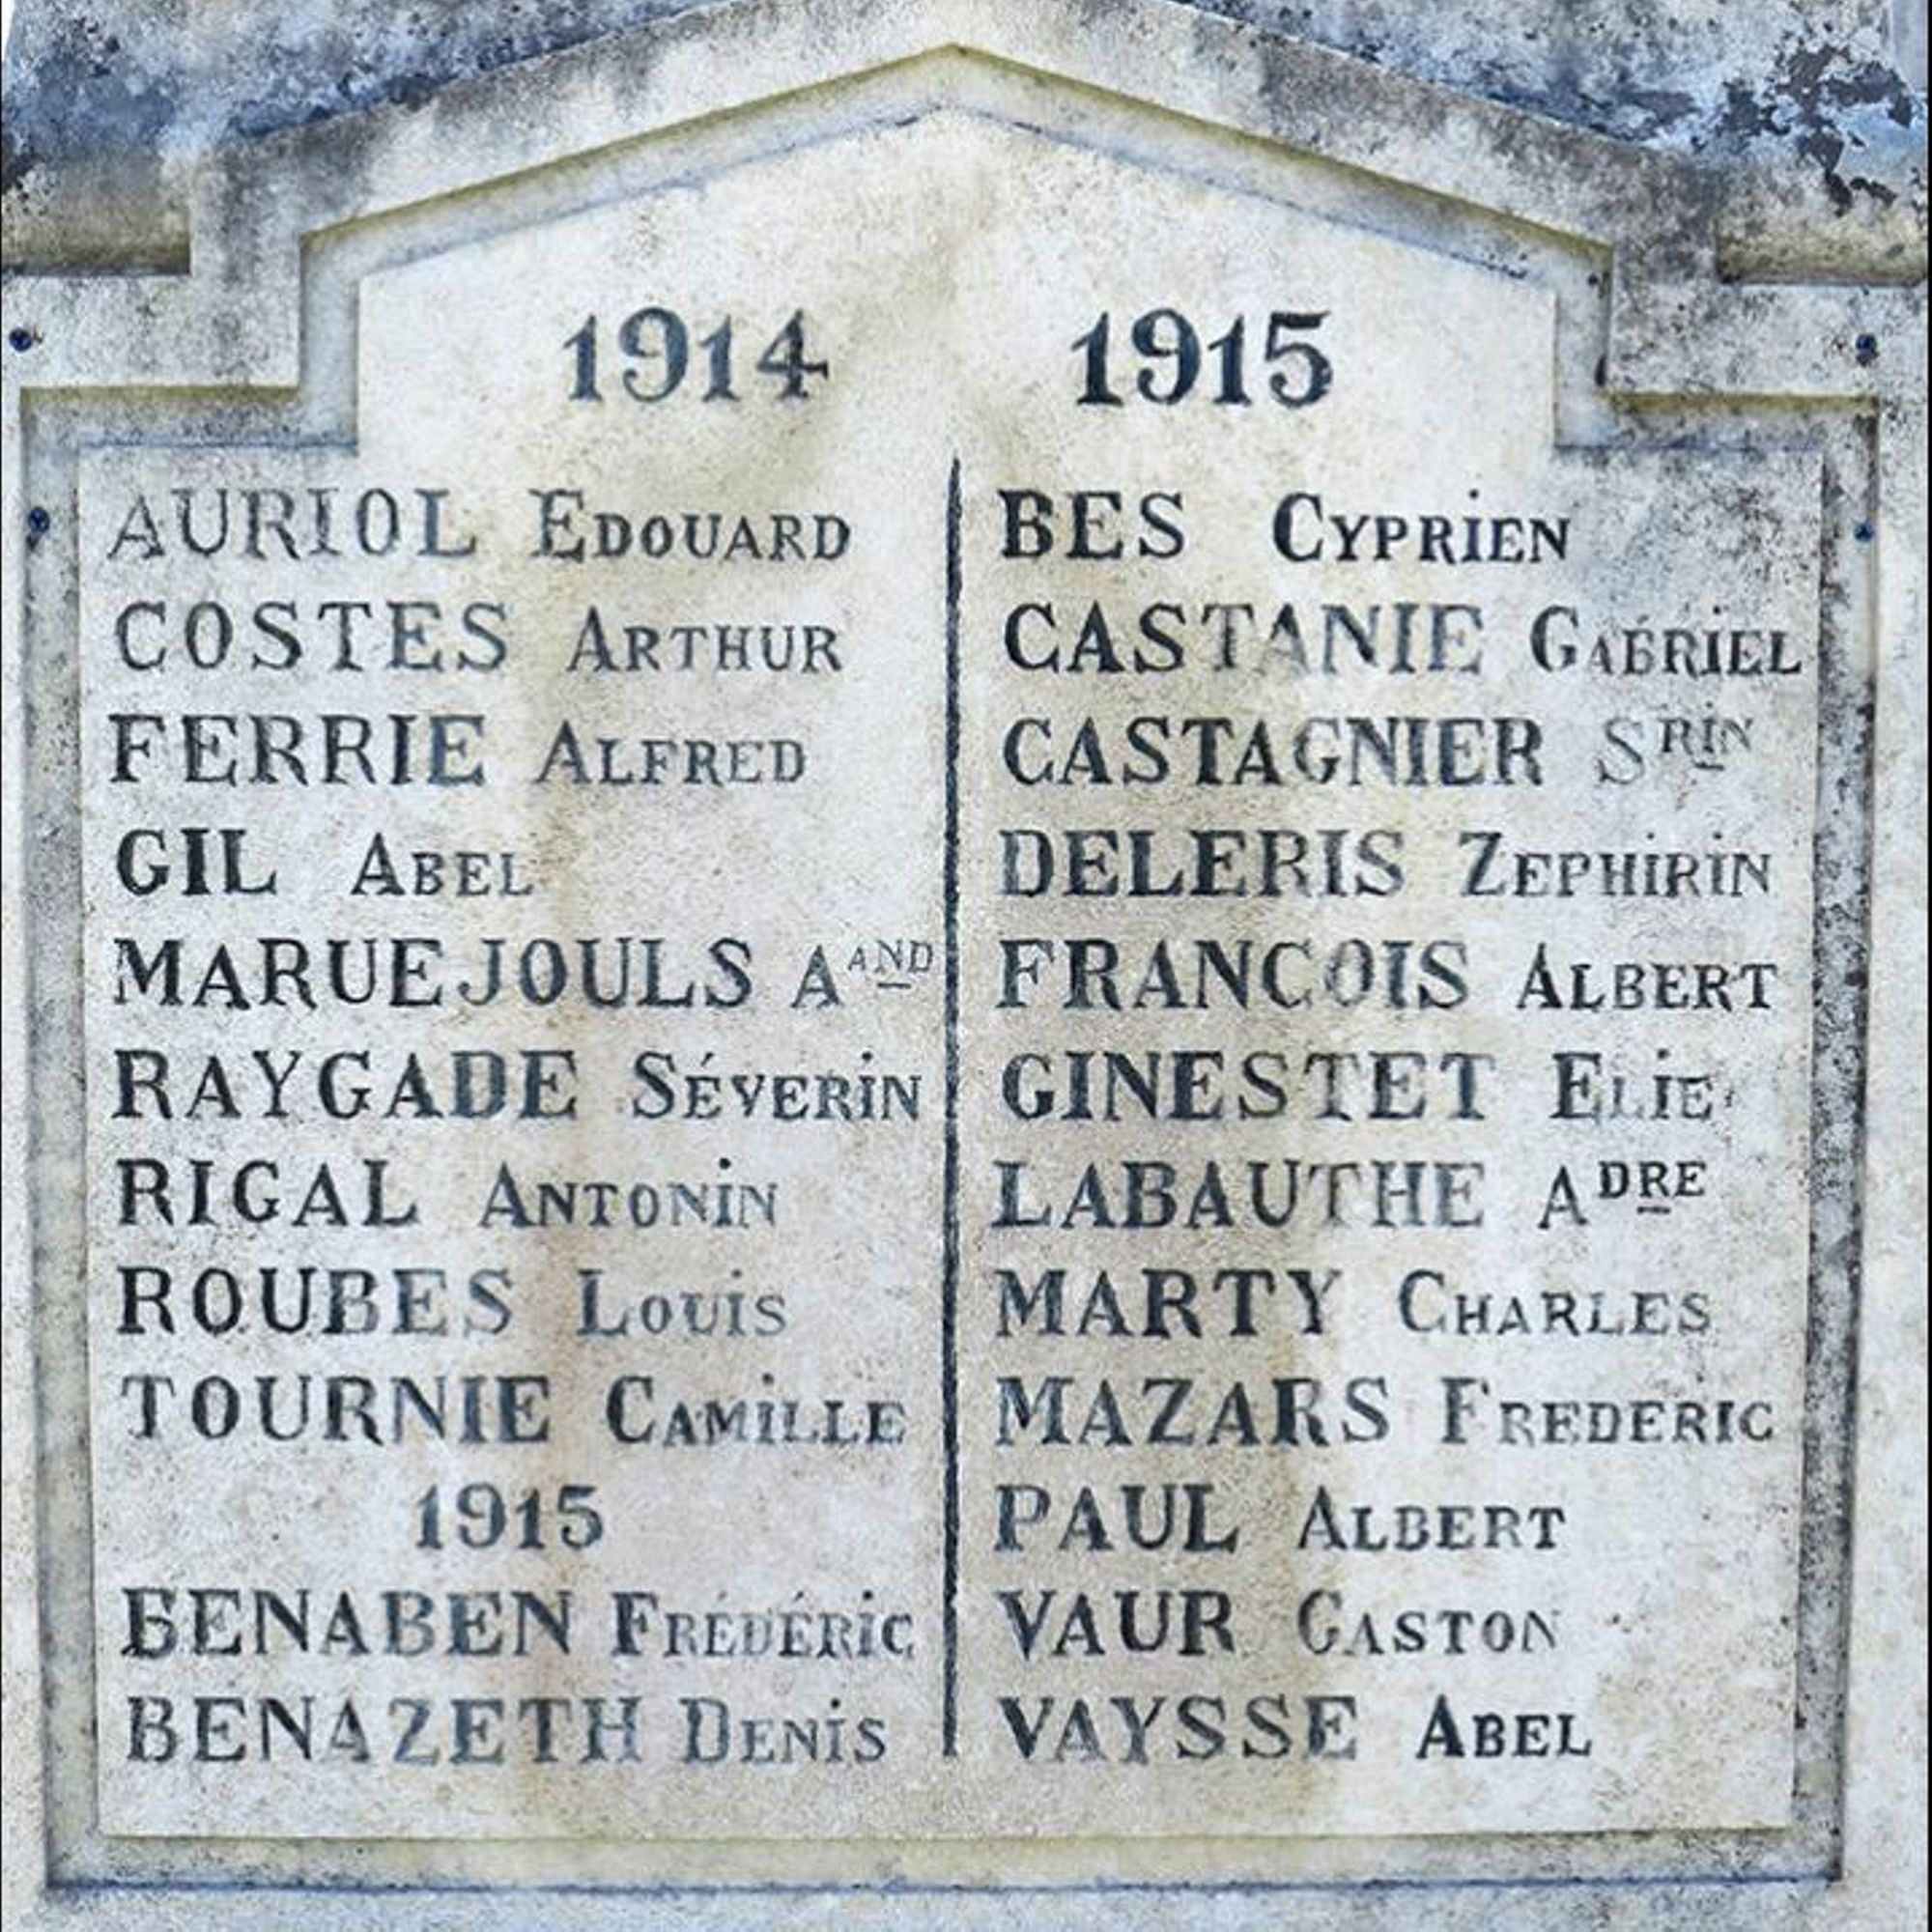 1914
AURIOL EDOUARD
COSTES ARTHUR
FERRIE ALFRED
GIL ABEL
MARUEJOULS AAND
RAYGADE SÉVERiN
RIGAL ANTONiN
ROUBES LOUiS
TOURNIE CAMiLLE
1915
BENABEN FRÉDÉRiC
BENAZETH DENiS
1915
BES CYPRiEN
CASTANIE GABRiEL
CASTAGNIER SRIN
DELERIS ZEPHiRiN
FRANCOIS ALBERT
GINESTET ELiE
LABAUTHE ADRE
MARTY CHARLES
MAZARS FREDERIC
PAUL ALBERT
VAUR GASTON
VAYSSE ABEL